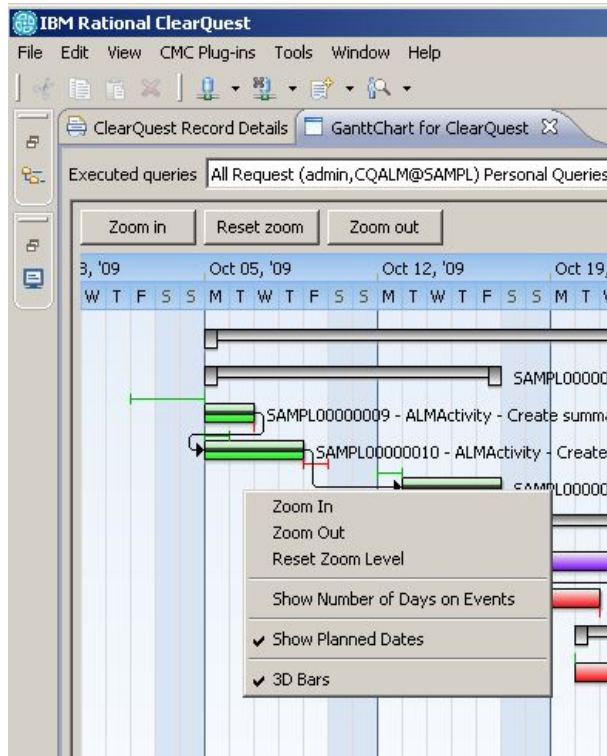 IBM Rational ClearQuest
File Edit View CMC Plug-ins Tools Window Help
ClearQuest Record Details GanttChart for ClearQuest
Executed queries All Request (admin,CQALM@SAMPL) Personal Queries
Zoom in Reset zoom Zoom out
, '09 Oct 05, '09 Oct 12, '09 Oct 19,
W T F S S M T W T F S S M T W T F S S M T
SAMPL00000
SAMPL00000009 - ALMActivity - Create summa
SAMPL00000010 - ALMActivity - Create
SAMPL00000
Zoom In
Zoom Out
Reset Zoom Level
Show Number of Days on Events
Show Planned Dates
3D Bars